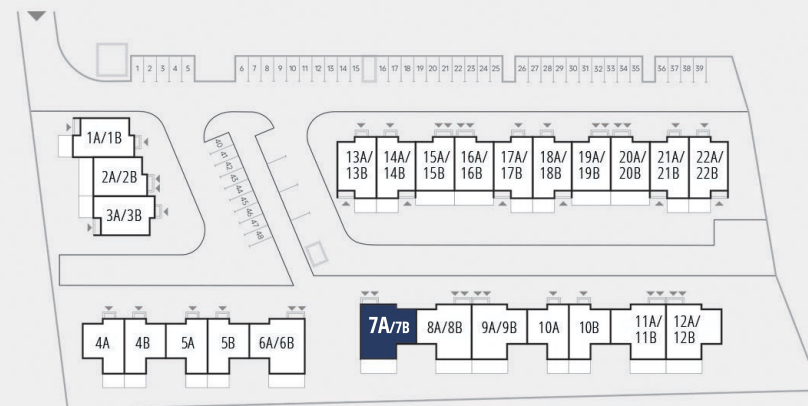 1 2 3 4 5
6 7 8 9 10 11 12 13 14 15
16 17 18 19 20 21 22 23 24 25
26 27 28 29 30 31 32 33 34 35
36 37 38 39
40
41
42
43
44
45
46
47
48
1A/1B
2A/2B
3A/3B
13A/
13B
14A/
14B
15A/
15B
16A/
16B
17A/
17B
18A/
18B
19A/
19B
20A/
20B
21A/
21B
22A/
22B
4A
4B
5A
5B
6A/6B
7A/7B
8A/8B
9A/9B
10A
10B
11A/
11B
12A/
12B